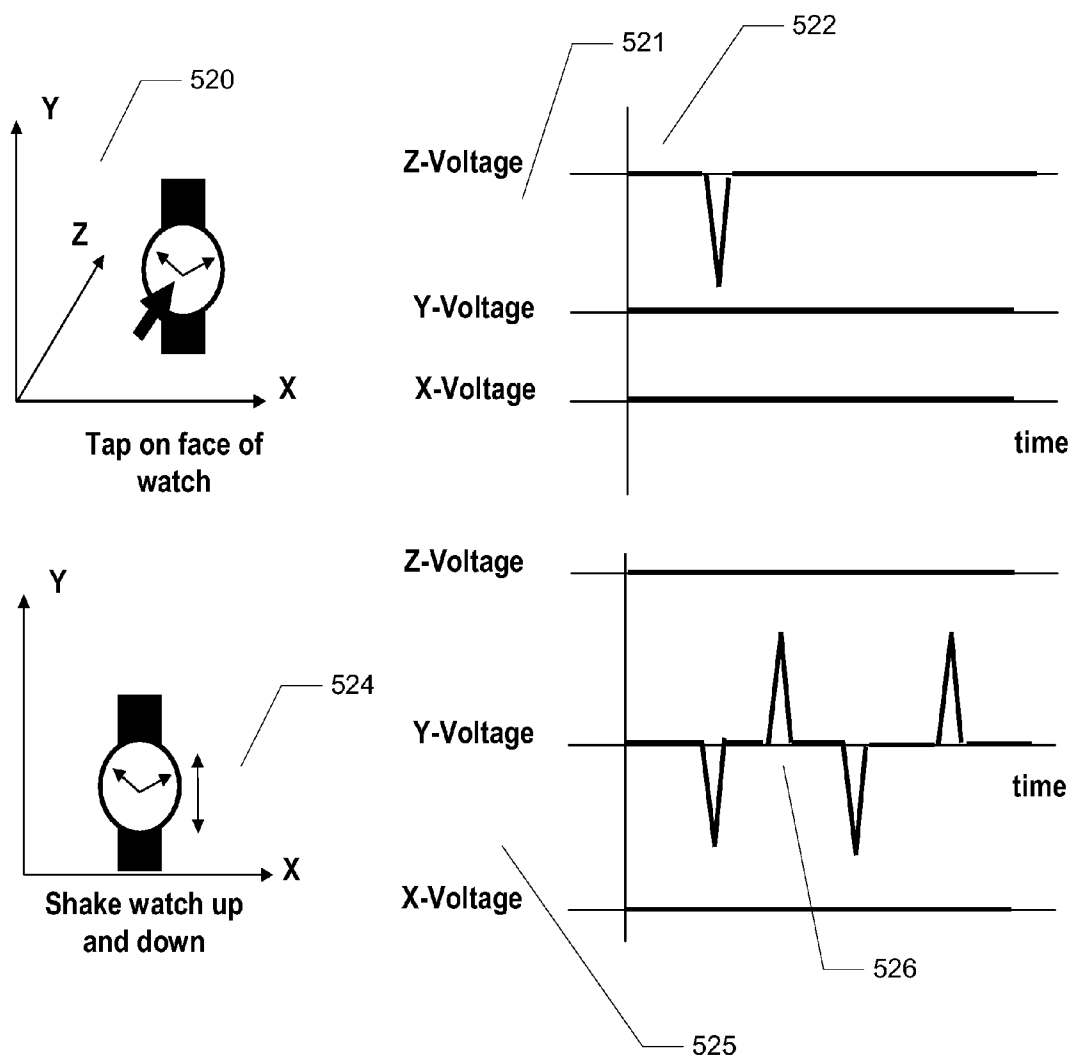 521
522
520
Y
Z-Voltage
Z
Y-Voltage
X-Voltage
X
time
Tap on face of
watch
Z-Voltage
Y
524
Y-Voltage
time
X
X-Voltage
Shake watch up
and down
526
525